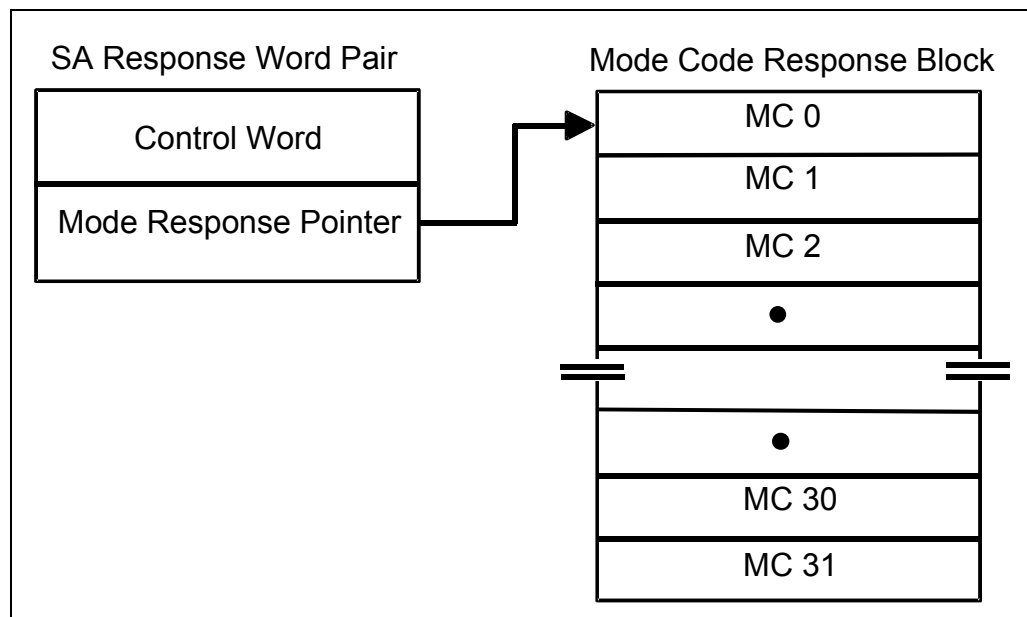 SA Response Word Pair
Control Word
Mode Response Pointer
Mode Code Response Block
MC 0
MC 1
MC 2
MC 30
MC 31